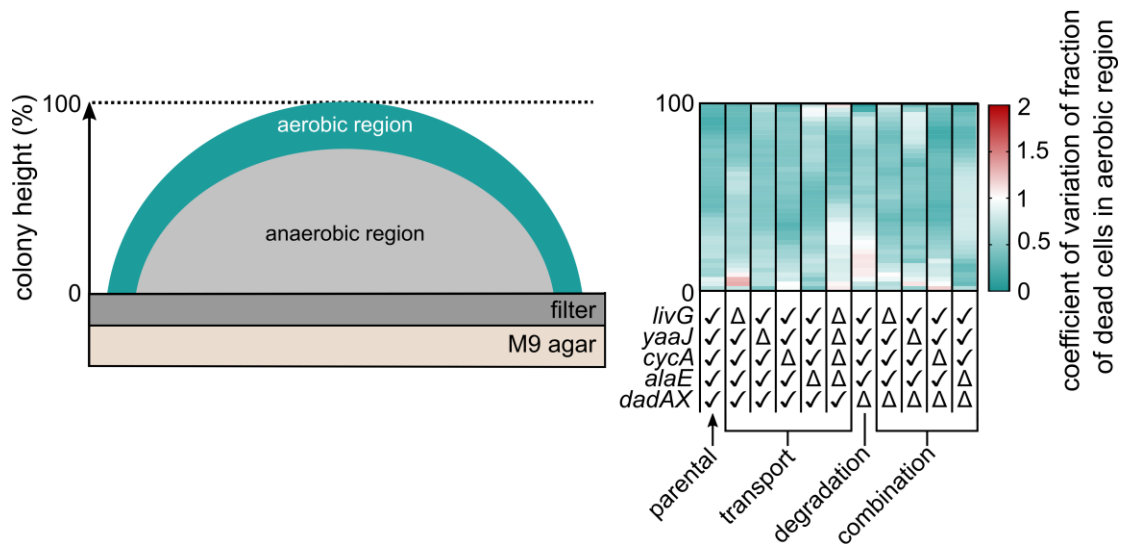 colony height (%)
100
0
aerobic region
anaerobic region
filter
M9 agar
100
50
0
2
1.5
1
0.5
0
coefficient of variation of fraction
of dead cells in aerobic region
livG ✓ Δ ✓ ✓ ✓ Δ ✓ Δ ✓ ✓ ✓
yaaJ ✓ ✓ Δ ✓ ✓ Δ ✓ ✓ Δ ✓ ✓
cycA ✓ ✓ ✓ Δ ✓ Δ ✓ ✓ ✓ Δ ✓
alaE ✓ ✓ ✓ ✓ Δ Δ ✓ ✓ ✓ ✓ Δ
dadAX ✓ ✓ ✓ ✓ ✓ ✓ Δ Δ Δ Δ Δ
parental
transport
degradation
combination